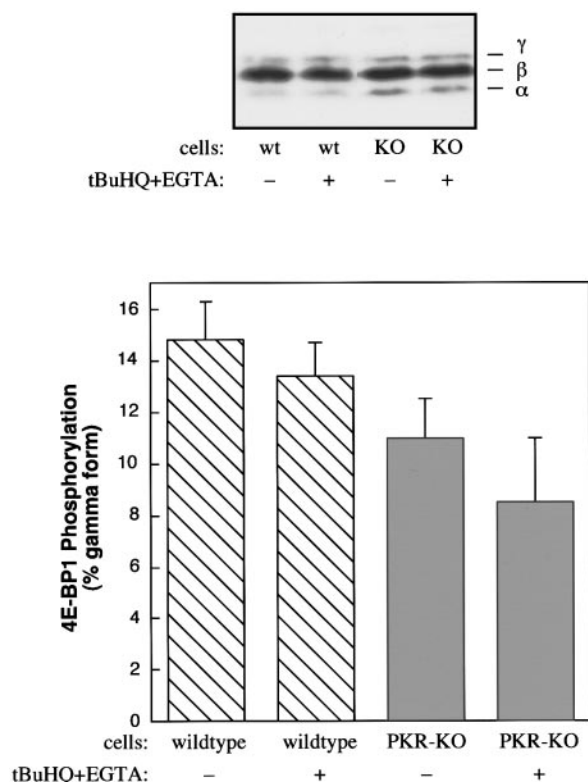 γ
β
α
cells: wt wt KO KO
tBuHQ+EGTA: – + – +
16
14
12
10
8
6
4
2
0
4E-BP1 Phosphorylation
(% gamma form)
cells: wildtype wildtype PKR-KO PKR-KO
tBuHQ+EGTA: – + – +